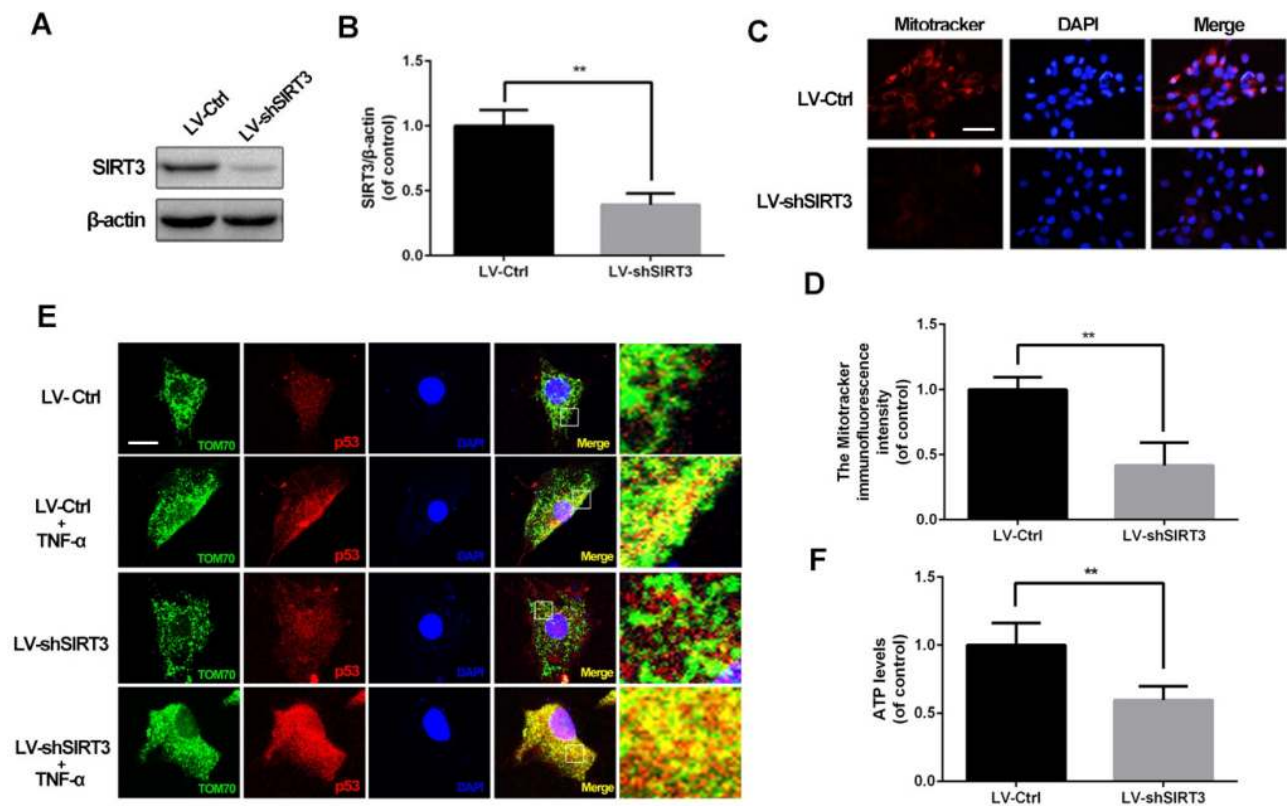 A
LV-Ctrl
LV-shSIRT3
SIRT3
β-actin
B
SIRT3/β-actin
(of control)
1.5
1.0
0.5
0.0
**
LV-Ctrl
LV-shSIRT3
C
Mitotracker
DAPI
Merge
LV-Ctrl
LV-shSIRT3
D
The Mitotracker
immunofluorescence
intensity
(of control)
1.5
1.0
0.5
0.0
**
LV-Ctrl
LV-shSIRT3
E
LV- Ctrl
TOM70
p53
DAPI
Merge
LV-Ctrl
+
TNF-α
TOM70
p53
DAPI
Merge
LV-shSIRT3
TOM70
p53
DAPI
Merge
LV-shSIRT3
+
TNF-α
TOM70
p53
DAPI
Merge
F
ATP levels
(of control)
1.5
1.0
0.5
0.0
**
LV-Ctrl
LV-shSIRT3